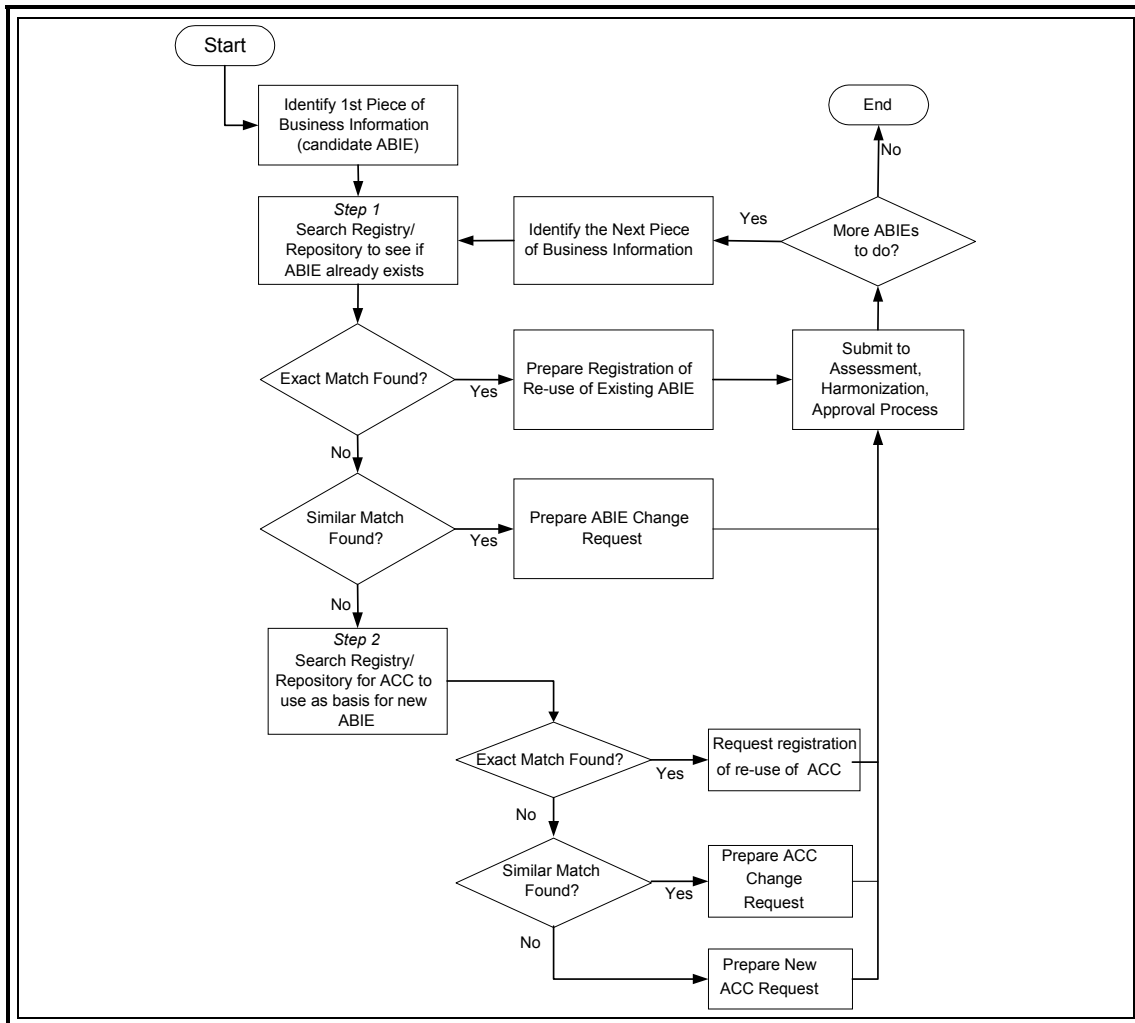 Start
Identify 1st Piece of
Business Information
(candidate ABIE)
End
No
Step 1
Search Registry/
Repository to see if
ABIE already exists
Identify the Next Piece
of Business Information
Yes
More ABIEs
to do?
Exact Match Found?
Yes
Prepare Registration of
Re-use of Existing ABIE
Submit to
Assessment,
Harmonization,
Approval Process
No
Similar Match
Found?
Yes
Prepare ABIE Change
Request
No
Step 2
Search Registry/
Repository for ACC to
use as basis for new
ABIE
Exact Match Found?
Yes
Request registration
of re-use of ACC
No
Similar Match
Found?
Yes
Prepare ACC
Change
Request
No
Prepare New
ACC Request